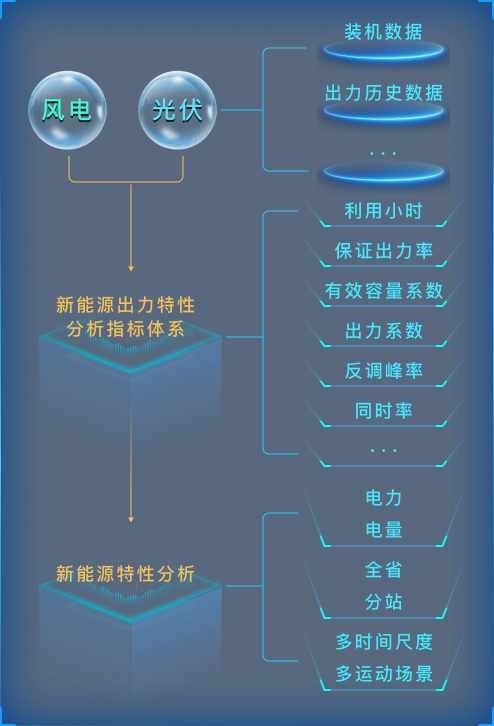 装机数据
风电
光伏
出力历史数据
...
利用小时
保证出力率
有效容量系数
新能源出力特性
分析指标体系
出力系数
反调峰率
同时率
...
电力
电量
新能源特性分析
全省
分站
多时间尺度
多运动场景